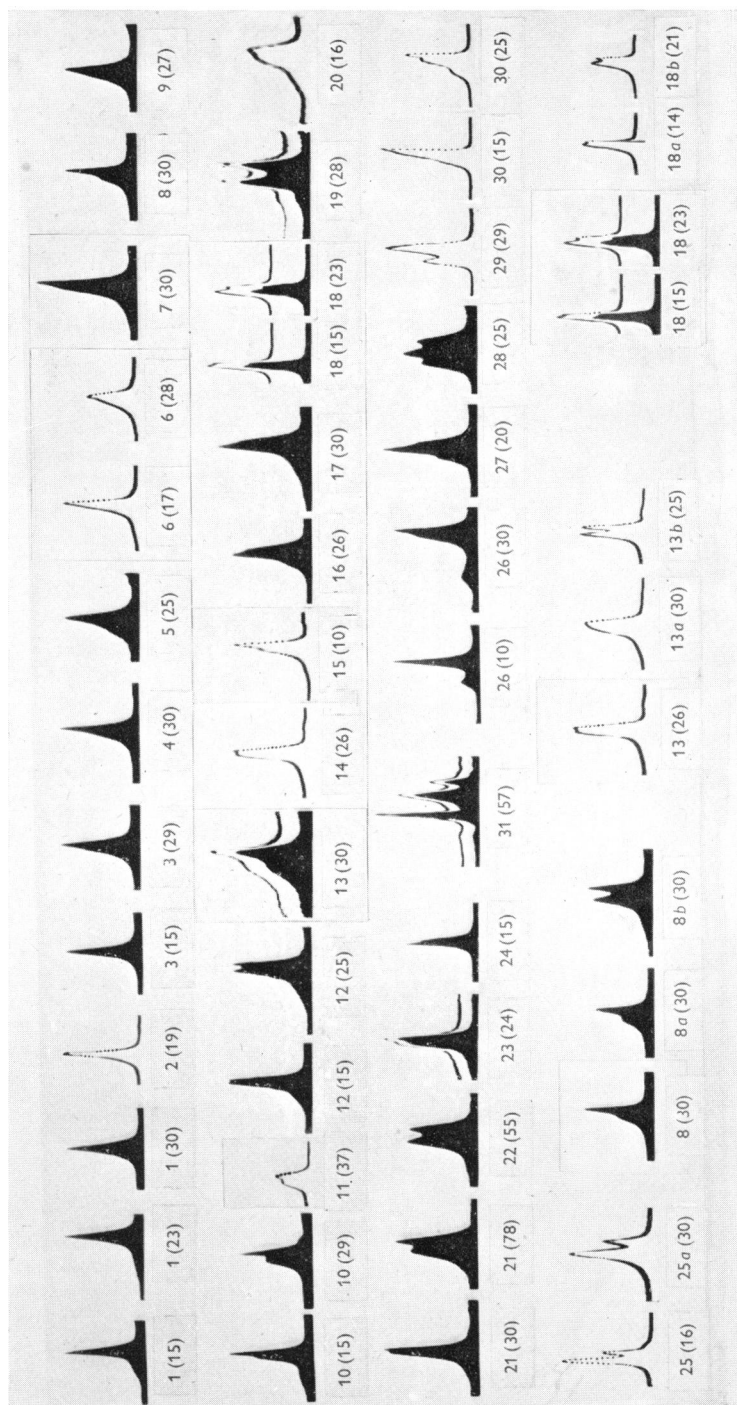 1 (15) 1 (23) 1 (30) 2 (19) 3 (15) 3 (29) 4 (30) 5 (25) 6 (17) 6 (28) 7 (30) 8 (30) 9 (27)
10 (15) 10 (29) 11 (37) 12 (15) 12 (25) 13 (30) 14 (26) 15 (10) 16 (26) 17 (30) 18 (15) 18 (23) 19 (28) 20 (16)
21 (30) 21 (78) 22 (55) 23 (24) 24 (15) 31 (57) 26 (10) 26 (30) 27 (20) 28 (25) 29 (29) 30 (15) 30 (25)
25 (16) 25a (30) 8 (30) 8a (30) 8b (30) 13 (26) 13a (30) 13b (25) 18 (15) 18 (23) 18a (14) 18b (21)